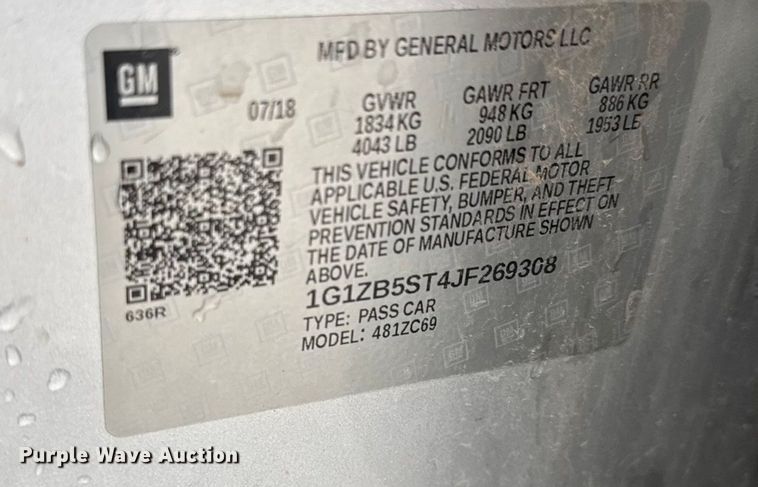 GM
MFD BY GENERAL MOTORS LLC
07/18
GVWR
1834 KG
4043 LB
GAWR FRT
948 KG
2090 LB
GAWR RR
886 KG
1953 LB
THIS VEHICLE CONFORMS TO ALL
APPLICABLE U.S. FEDERAL MOTOR
VEHICLE SAFETY, BUMPER, AND THEFT
PREVENTION STANDARDS IN EFFECT ON
THE DATE OF MANUFACTURE SHOWN
ABOVE.
1G1ZB5ST4JF269308
TYPE: PASS CAR
MODEL: 481ZC69
636R
Purple Wave Auction